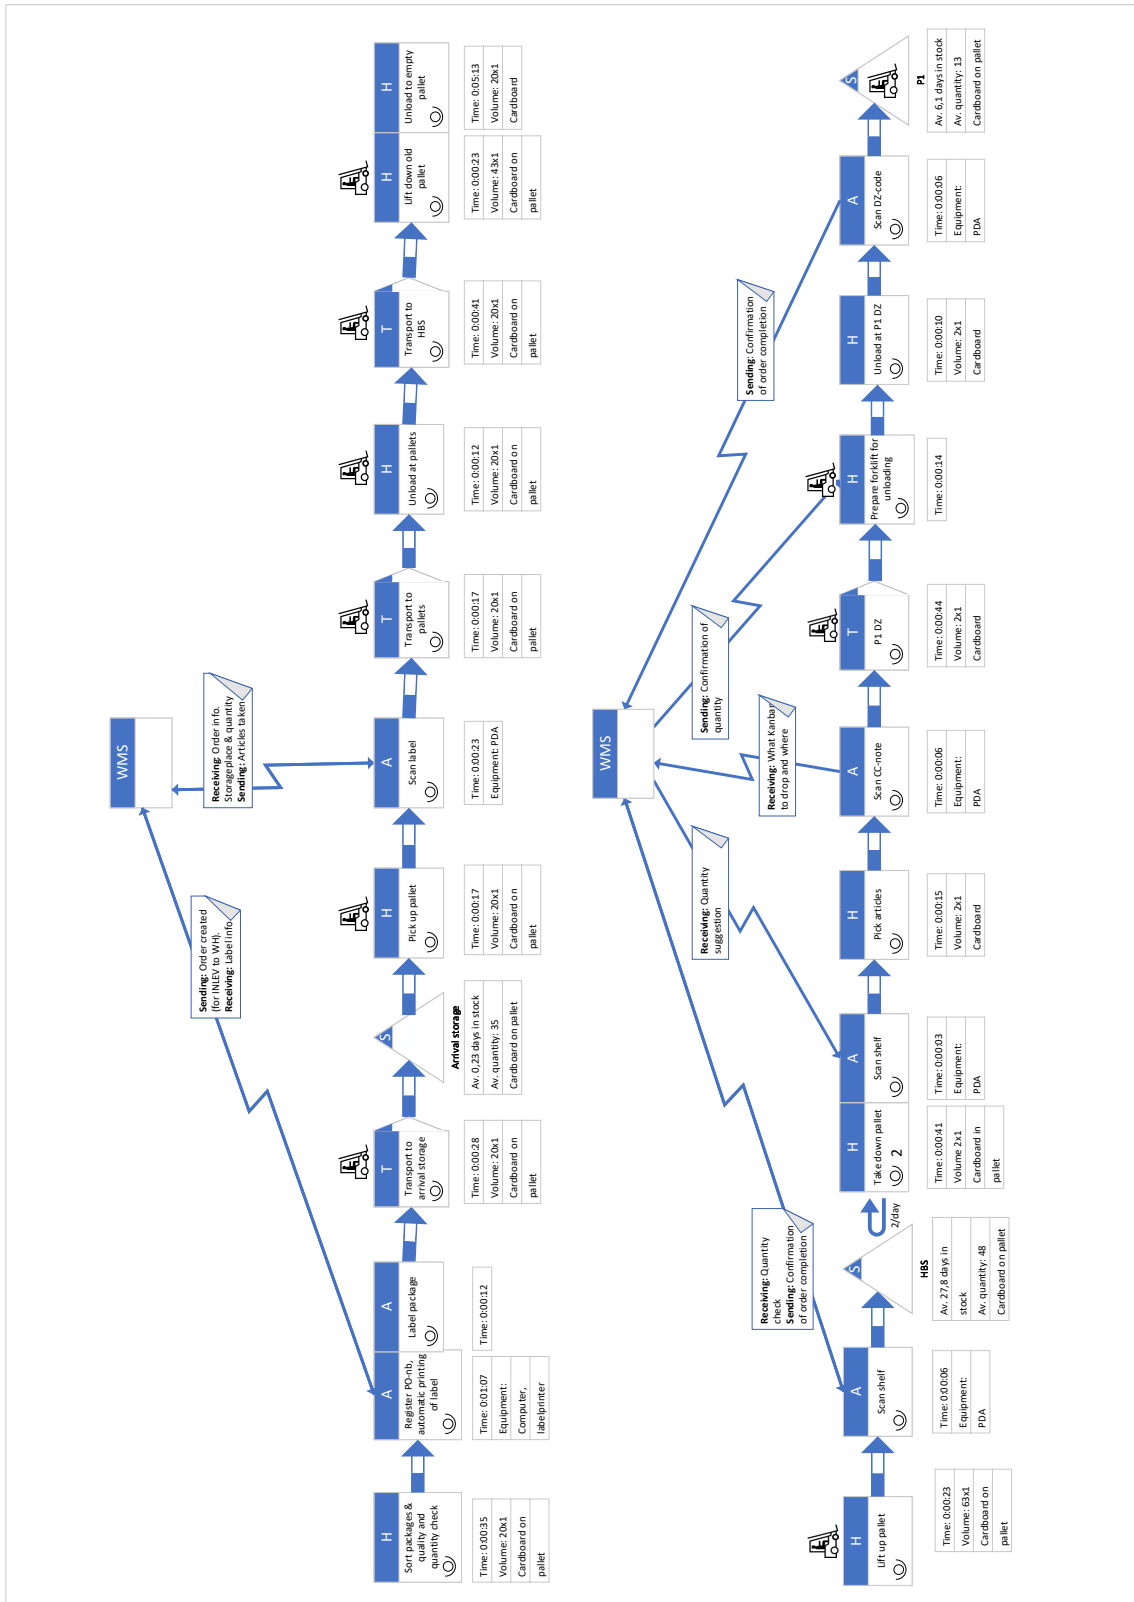 WMS
Sending: Order created
(for INLEV to WH).
Receiving: Label info.
Receiving: Order info.
Storageplace & quantity
Sending: Articles taken
H
Sort packages &
quality and
quantity check
Time: 0:00:35
Volume: 20x1
Cardboard on
pallet
A
Register PO-nb,
automatic printing
of label
Time: 0:01:07
Equipment:
Computer,
labelprinter
A
Label package
Time: 0:00:12
T
Transport to
arrival storage
Time: 0:00:28
Volume: 20x1
Cardboard on
pallet
S
Arrival storage
Av. 0,23 days in stock
Av. quantity: 35
Cardboard on pallet
H
Pick up pallet
Time: 0:00:17
Volume: 20x1
Cardboard on
pallet
A
Scan label
Time: 0:00:23
Equipment: PDA
T
Transport to
pallets
Time: 0:00:17
Volume: 20x1
Cardboard on
pallet
H
Unload at pallets
Time: 0:00:12
Volume: 20x1
Cardboard on
pallet
T
Transport to
HBS
Time: 0:00:41
Volume: 20x1
Cardboard on
pallet
H
Lift down old
pallet
Time: 0:00:23
Volume: 43x1
Cardboard on
pallet
H
Unload to empty
pallet
Time: 0:05:13
Volume: 20x1
Cardboard
WMS
Receiving: Quantity
check
Sending: Confirmation
of order completion
Receiving: Quantity
suggestion
Receiving: What Kanban
to drop and where
Sending: Confirmation of
quantity
Sending: Confirmation
of order completion
H
Lift up pallet
Time: 0:00:23
Volume: 63x1
Cardboard on
pallet
A
Scan shelf
Time: 0:00:06
Equipment:
PDA
S
HBS
Av. 27,8 days in
stock
Av. quantity: 48
Cardboard on pallet
2/day
H
Take down pallet
2
Time: 0:00:41
Volume 2x1
Cardboard in
pallet
A
Scan shelf
Time: 0:00:03
Equipment:
PDA
H
Pick articles
Time: 0:00:15
Volume: 2x1
Cardboard
A
Scan CC-note
Time: 0:00:06
Equipment:
PDA
T
P1 DZ
Time: 0:00:44
Volume: 2x1
Cardboard
H
Prepare forklift for
unloading
Time: 0:00:14
H
Unload at P1 DZ
Time: 0:00:10
Volume: 2x1
Cardboard
A
Scan DZ-code
Time: 0:00:06
Equipment:
PDA
S
P1
Av. 6,1 days in stock
Av. quantity: 13
Cardboard on pallet